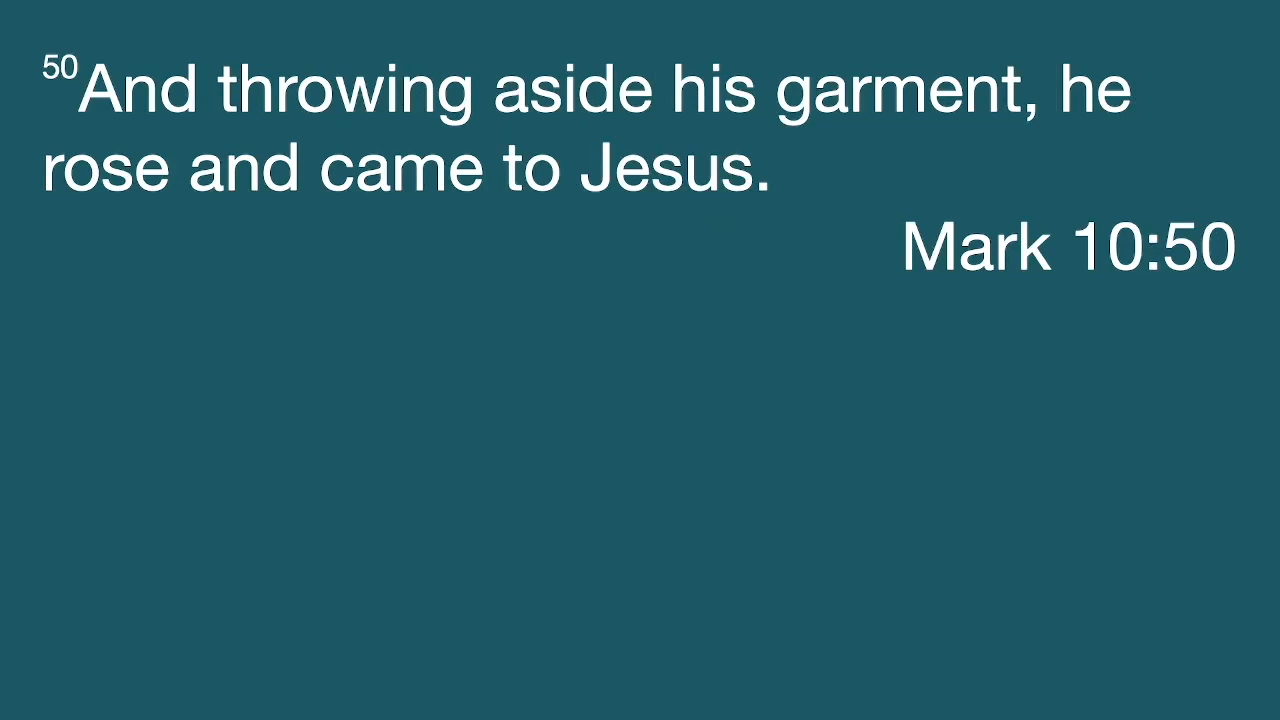 50And throwing aside his garment, he
rose and came to Jesus.
Mark 10:50